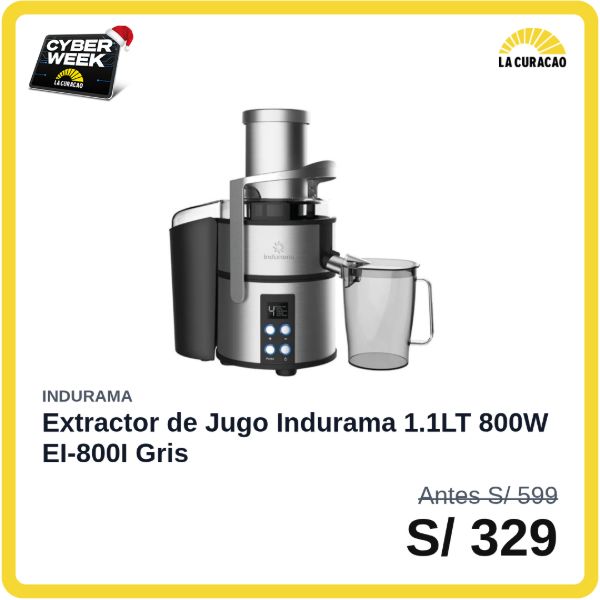 CYBER
WEEK
LA CURACAO
LA CURACAO
indurama
INDURAMA
Extractor de Jugo Indurama 1.1LT 800W
EI-800I Gris
Antes S/ 599
S/ 329